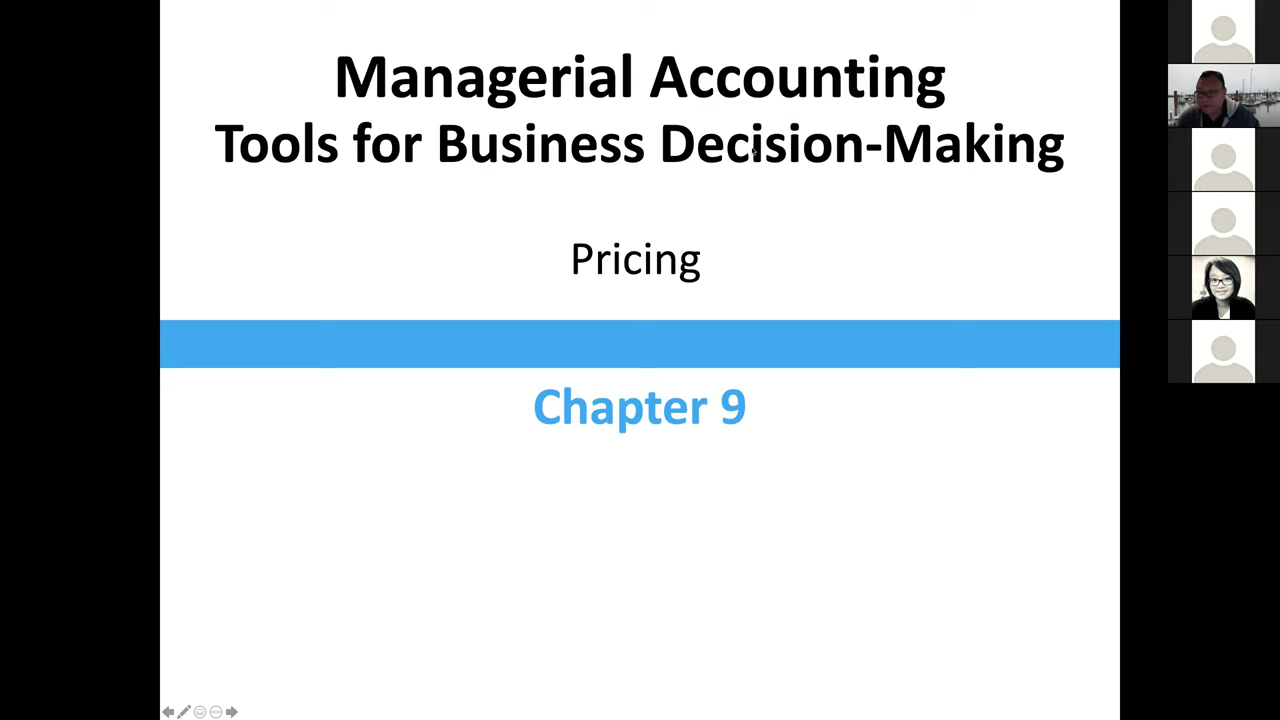 Managerial Accounting
Tools for Business Decision-Making
Pricing
Chapter 9